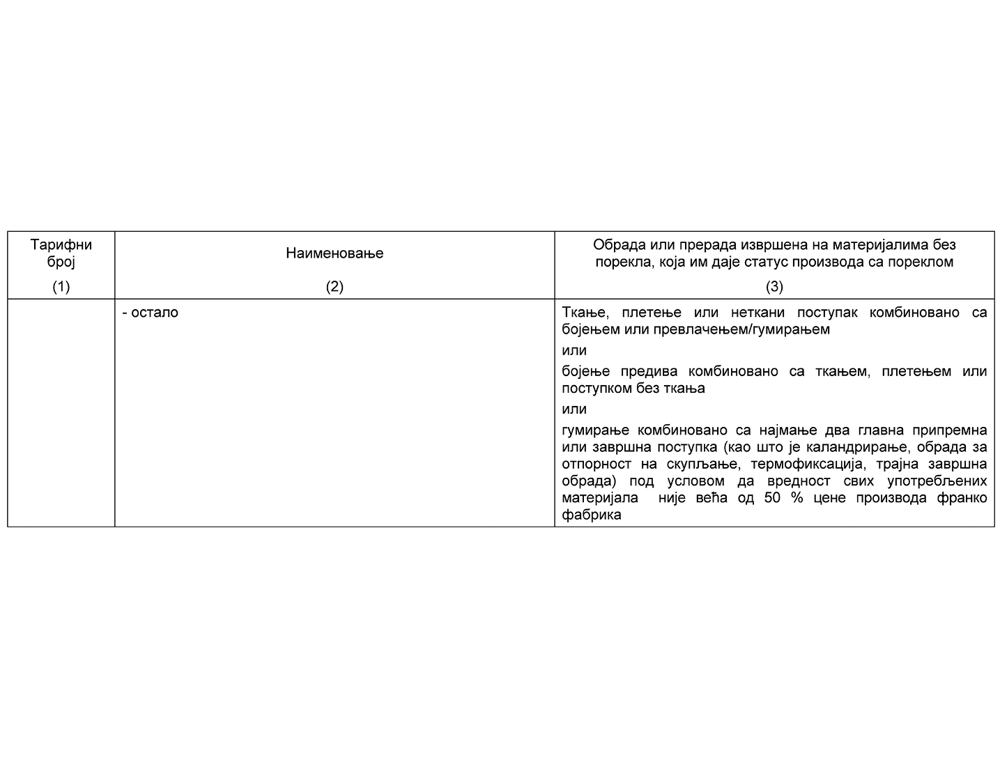 Тарифни
број
(1)
Наименовање
(2)
Обрада или прерада извршена на материјалима без
порекла, која им даје статус производа са пореклом
(3)
- остало
Ткање, плетење или неткани поступак комбиновано са
бојењем или превлачењем/гумирањем
или
бојење предива комбиновано са ткањем, плетењем или
поступком без ткања
или
гумирање комбиновано са најмање два главна припремна
или завршна поступка (као што је каландрирање, обрада за
отпорност на скупљање, термофиксација, трајна завршна
обрада) под условом да вредност свих употребљених
материјала није већа од 50 % цене производа франко
фабрика